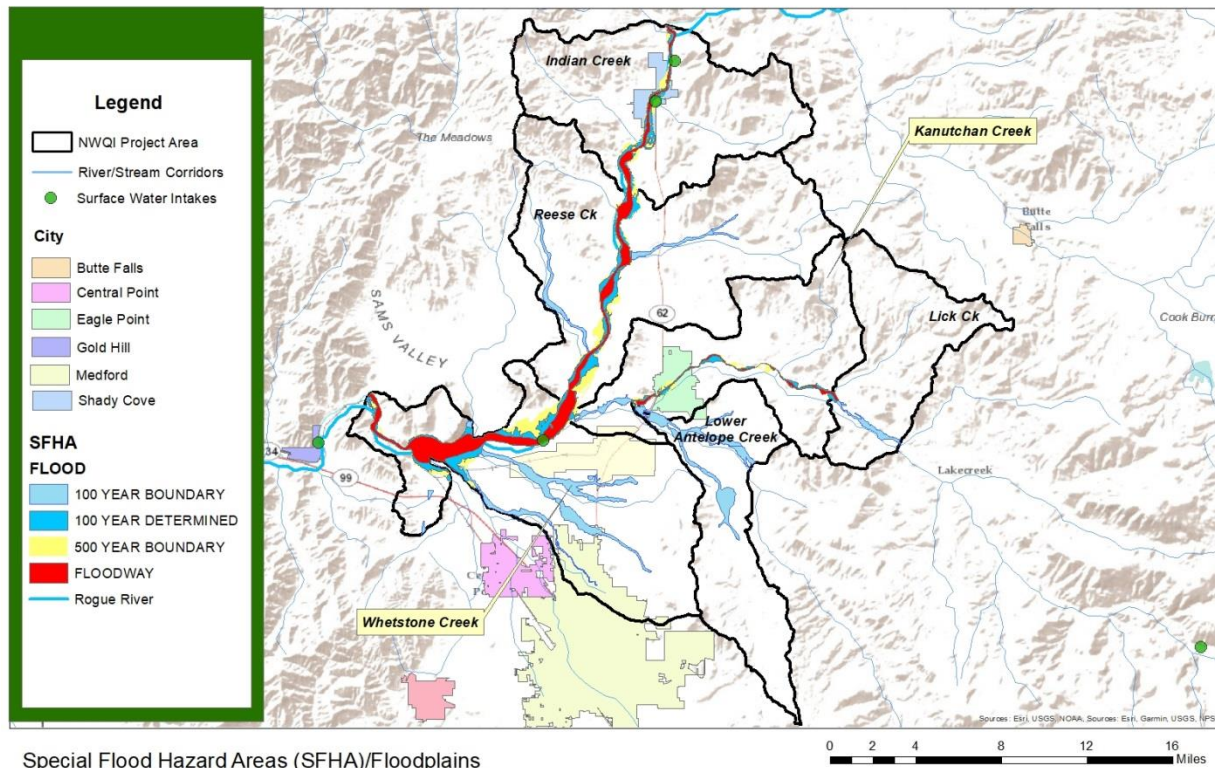 Legend
NWQI Project Area
River/Stream Corridors
Surface Water Intakes
City
Butte Falls
Central Point
Eagle Point
Gold Hill
Medford
Shady Cove
SFHA
FLOOD
100 YEAR BOUNDARY
100 YEAR DETERMINED
500 YEAR BOUNDARY
FLOODWAY
Rogue River
Indian Creek
The Meadows
Kanutchan Creek
Reese Ck
Butte
Falls
SAMS VALLEY
62
Lick Ck
Lower
Antelope Creek
34
99
Lakecreek
Whetstone Creek
Sources: Esri, USGS, NOAA, Sources: Esri, Garmin, USGS, NPS
Special Flood Hazard Areas (SFHA)/Floodplains
0 2 4 8 12 16
Miles